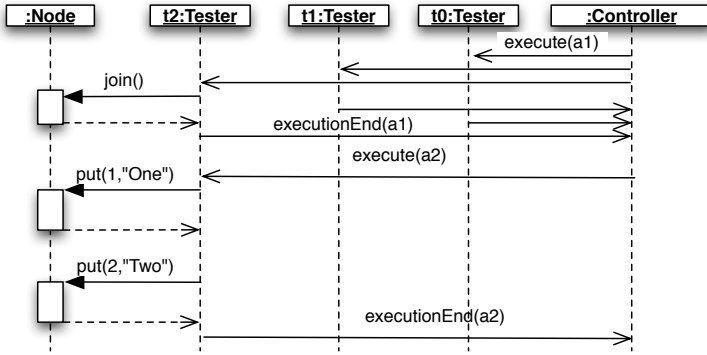 :Node t2:Tester t1:Tester t0:Tester :Controller
execute(a1)
join()
executionEnd(a1)
execute(a2)
put(1,"One")
put(2,"Two")
executionEnd(a2)